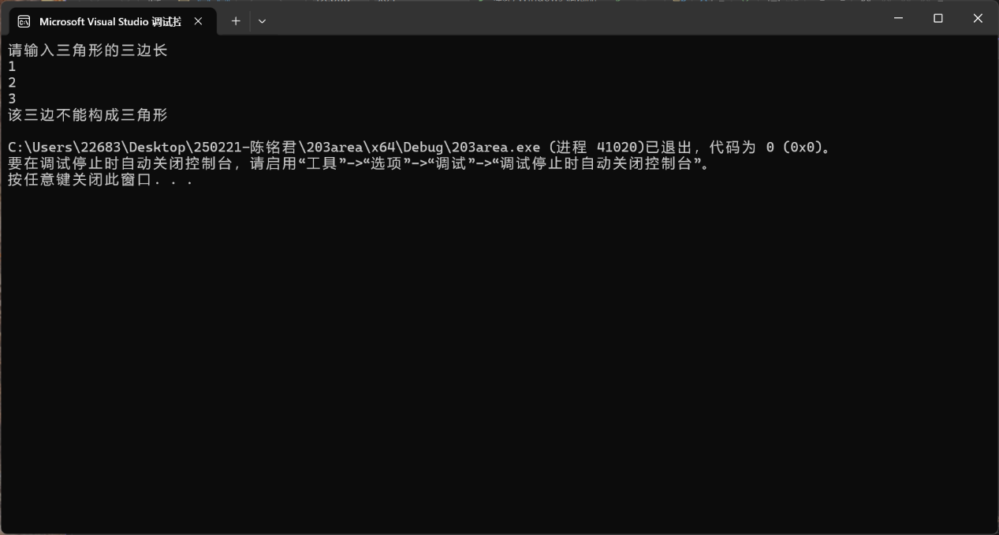 Microsoft Visual Studio 调试控
请输入三角形的三边长
1
2
3
该三边不能构成三角形
C:\Users\22683\Desktop\250221-陈铭君\203area\x64\Debug\203area.exe (进程 41020)已退出，代码为 0 (0x0)。
要在调试停止时自动关闭控制台，请启用“工具”->“选项”->“调试”->“调试停止时自动关闭控制台”。
按任意键关闭此窗口. . .